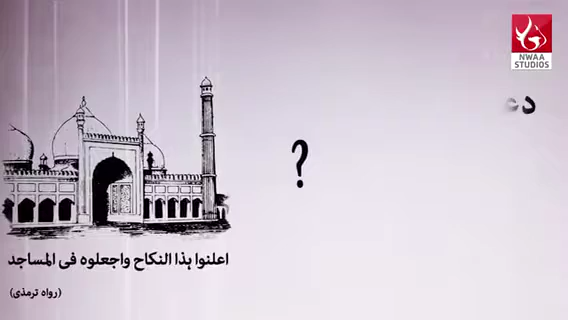 NWAA
STUDIOS
د
?
اعلنوا ہذا النکاح واجعلوہ فی المساجد
(رواہ ترمذی)